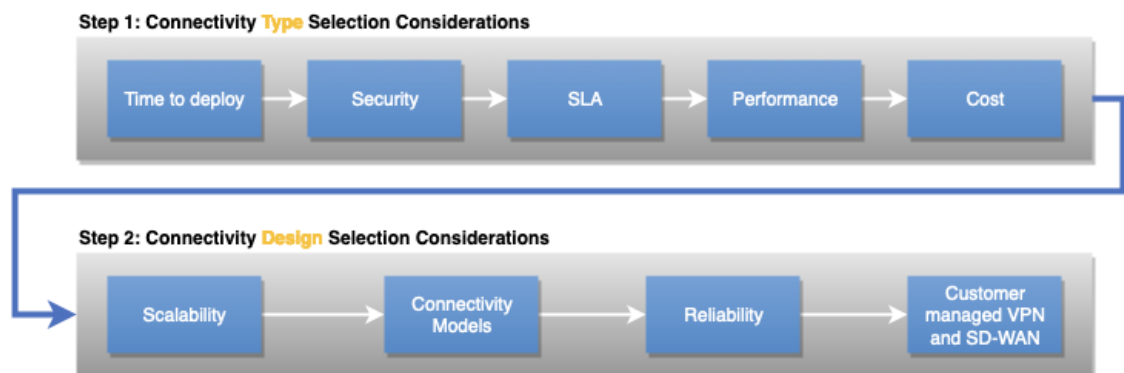 Step 1: Connectivity Type Selection Considerations
Time to deploy
Security
SLA
Performance
Cost
Step 2: Connectivity Design Selection Considerations
Scalability
Connectivity
Models
Reliability
Customer
managed VPN
and SD-WAN